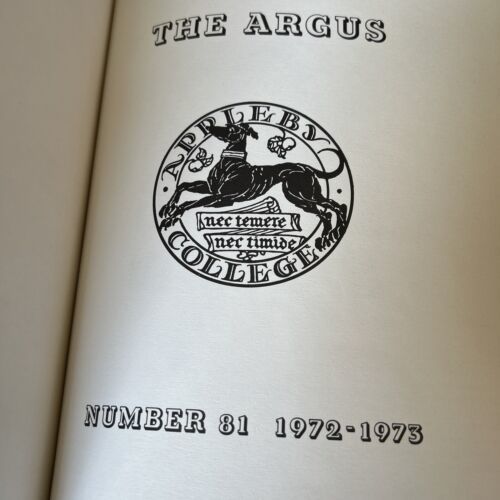 THE ARGUS
APPLEBY
nec temere
nec timide
COLLEGE
NUMBER 81 1972-1973